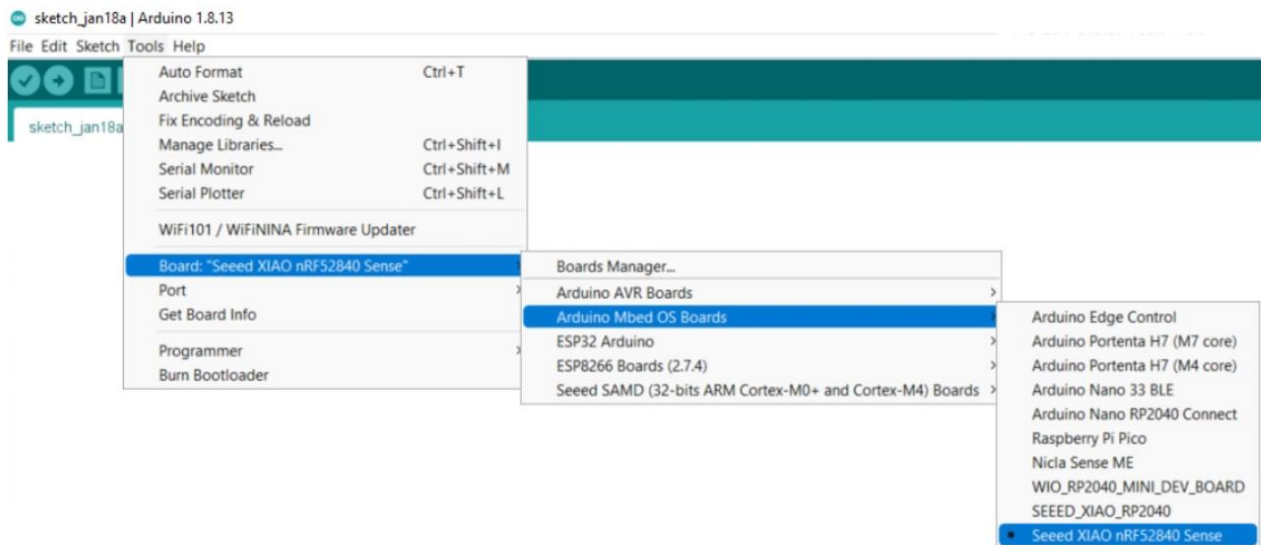 sketch_jan18a | Arduino 1.8.13
File Edit Sketch Tools Help
sketch_jan18a
Auto Format Ctrl+T
Archive Sketch
Fix Encoding & Reload
Manage Libraries... Ctrl+Shift+I
Serial Monitor Ctrl+Shift+M
Serial Plotter Ctrl+Shift+L
WiFi101 / WiFiNINA Firmware Updater
Board: "Seeed XIAO nRF52840 Sense"
Port
Get Board Info
Programmer
Burn Bootloader
Boards Manager...
Arduino AVR Boards
Arduino Mbed OS Boards
ESP32 Arduino
ESP8266 Boards (2.7.4)
Seeed SAMD (32-bits ARM Cortex-M0+ and Cortex-M4) Boards
Arduino Edge Control
Arduino Portenta H7 (M7 core)
Arduino Portenta H7 (M4 core)
Arduino Nano 33 BLE
Arduino Nano RP2040 Connect
Raspberry Pi Pico
Nicla Sense ME
WIO_RP2040_MINI_DEV_BOARD
SEEED_XIAO_RP2040
Seeed XIAO nRF52840 Sense